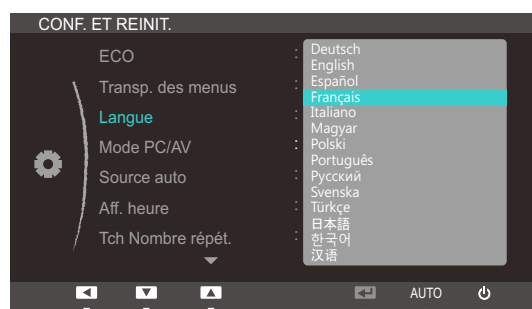 CONF. ET REINIT.
ECO :
Transp. des menus :
Langue :
Mode PC/AV :
Source auto :
Aff. heure :
Tch Nombre répét. :
Deutsch
English
Español
Français
Italiano
Magyar
Polski
Português
Русский
Svenska
Türkçe
日本語
한국어
汉语
AUTO